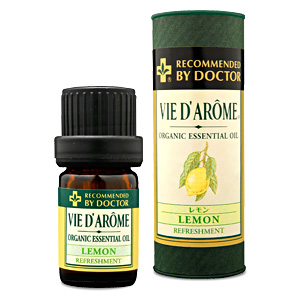 RECOMMENDED
BY DOCTOR
VIE D'ARÔME
ORGANIC ESSENTIAL OIL
レモン
LEMON
REFRESHMENT
RECOMMENDED
BY DOCTOR
VIE D'ARÔME
ORGANIC ESSENTIAL OIL
LEMON
REFRESHMENT